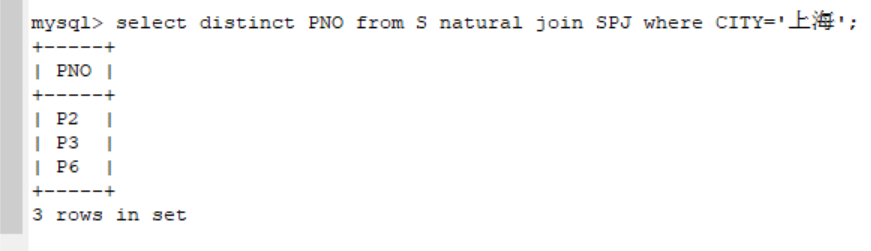 mysql> select distinct PNO from S natural join SPJ where CITY='上海';
+-----+
| PNO |
+-----+
| P2  |
| P3  |
| P6  |
+-----+
3 rows in set